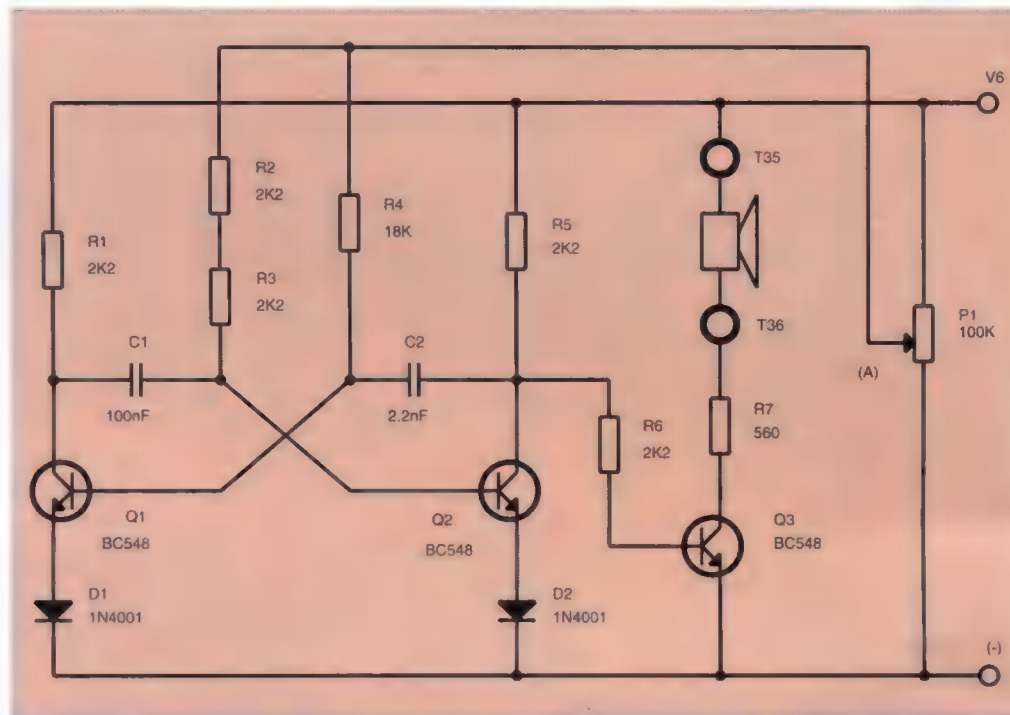 V6
T35
R2
2K2
R4
18K
R5
2K2
R1
2K2
R3
2K2
P1
100K
T36
C1
C2
(A)
100nF
2.2nF
R7
560
R6
2K2
Q1
BC548
Q2
BC548
Q3
BC548
D1
1N4001
D2
1N4001
(-)